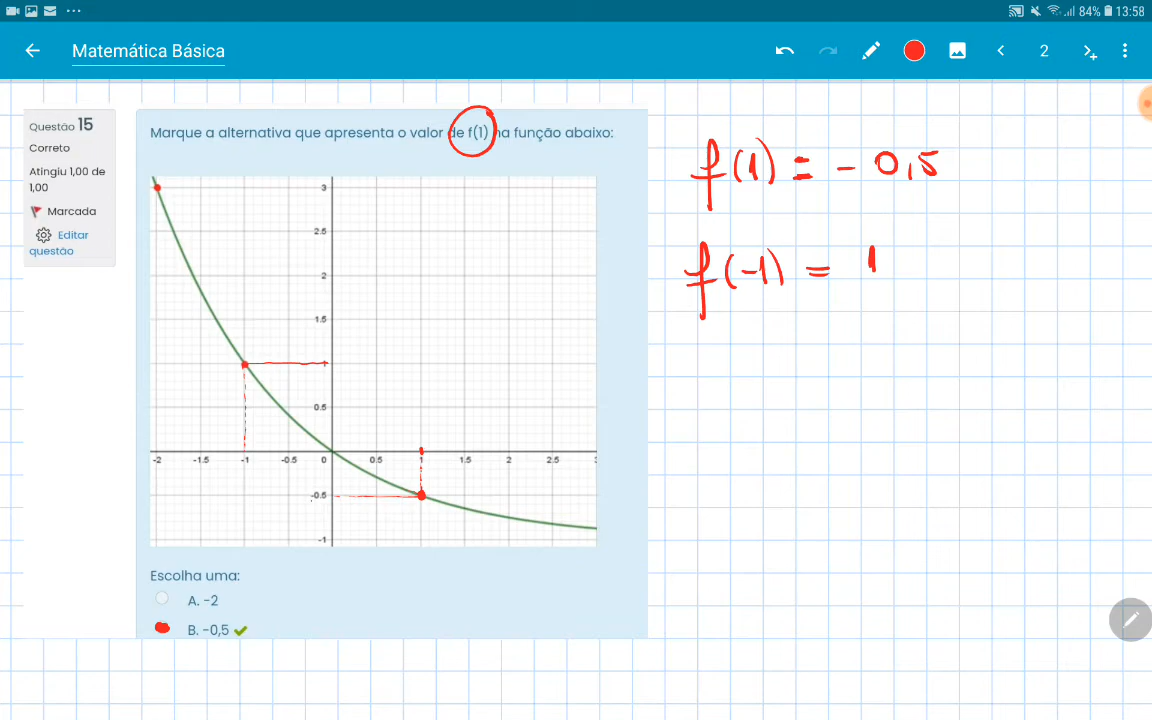 84% 13:58
Matemática Básica
2
Questão 15
Correto
Atingiu 1,00 de
1,00
Marcada
Editar
questão
Marque a alternativa que apresenta o valor de f(1) na função abaixo:
3
2.5
2
1.5
1
0.5
-2 -1.5 -1 -0.5 0 0.5 1 1.5 2 2.5
-0.5
-1
Escolha uma:
A. -2
B. -0,5
f(1) = - 0,5
f(-1) = 1